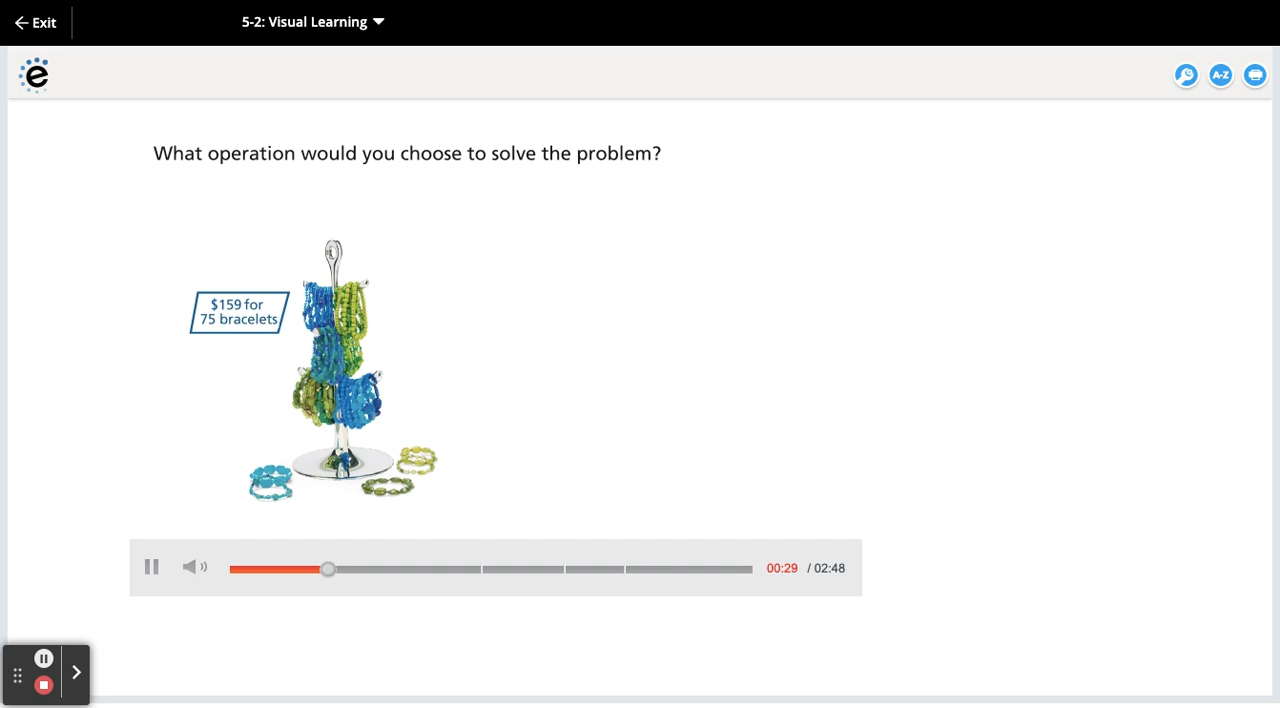 Exit
5-2: Visual Learning
e
A-Z
What operation would you choose to solve the problem?
$159 for
75 bracelets
00:29 / 02:48